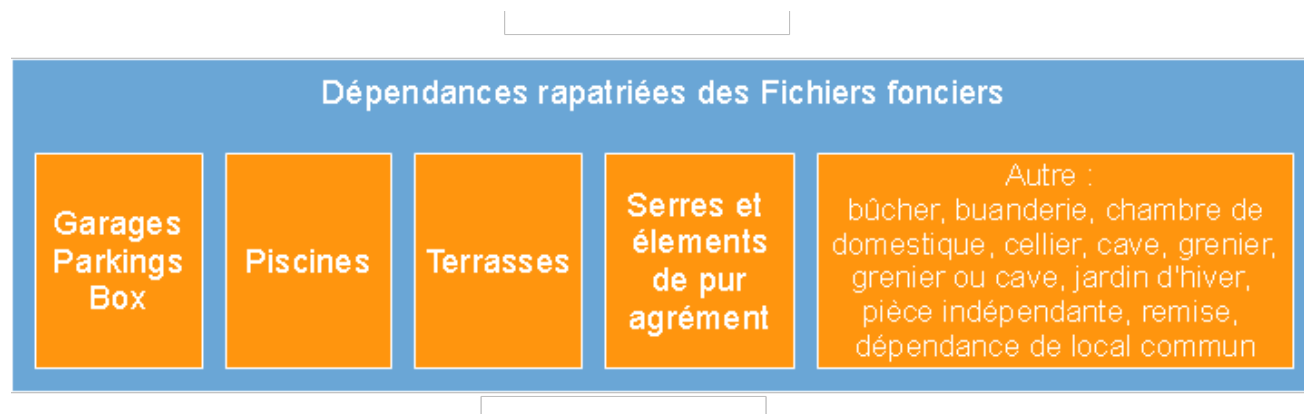 Dépendances rapatriées des Fichiers fonciers
Garages
Parkings
Box
Piscines
Terrasses
Serres et
élements
de pur
agrément
Autre :
bûcher, buanderie, chambre de
domestique, cellier, cave, grenier,
grenier ou cave, jardin d'hiver,
pièce indépendante, remise,
dépendance de local commun